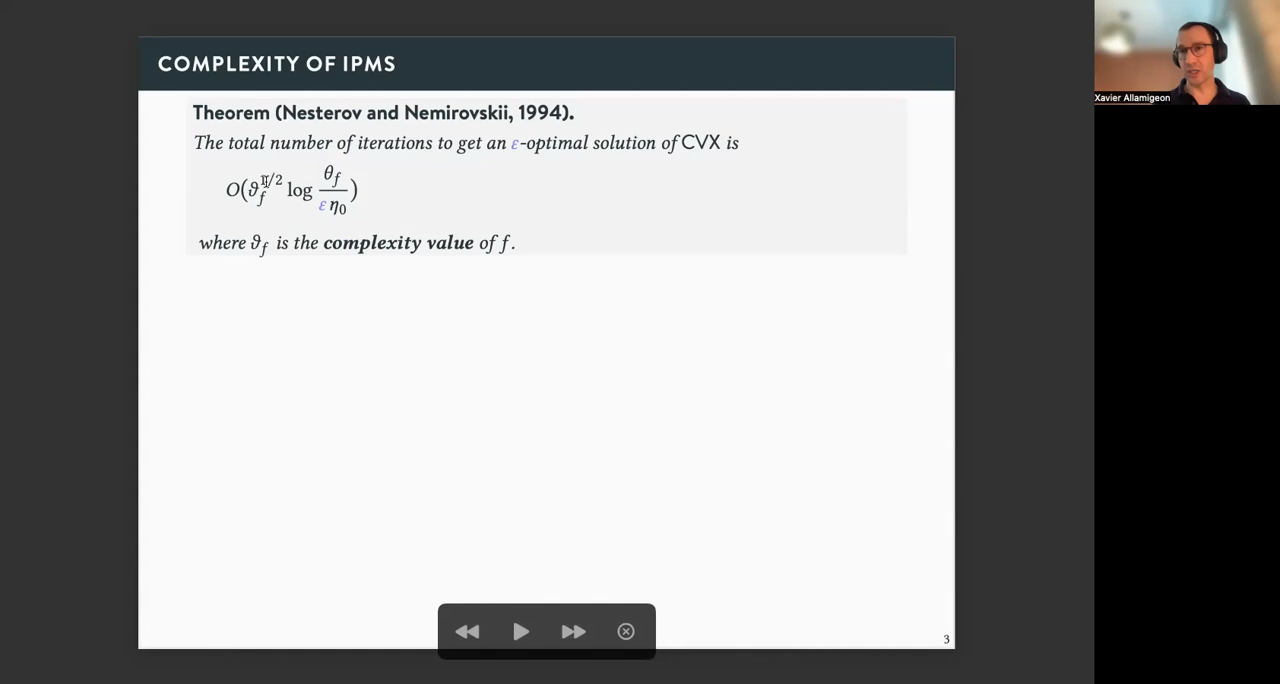 COMPLEXITY OF IPMS
Theorem (Nesterov and Nemirovskii, 1994).
The total number of iterations to get an ε-optimal solution of CVX is
O(ϑ_f^{1/2} log θ_f / (ε η₀))
where ϑ_f is the complexity value of f.
3
Xavier Allamigeon